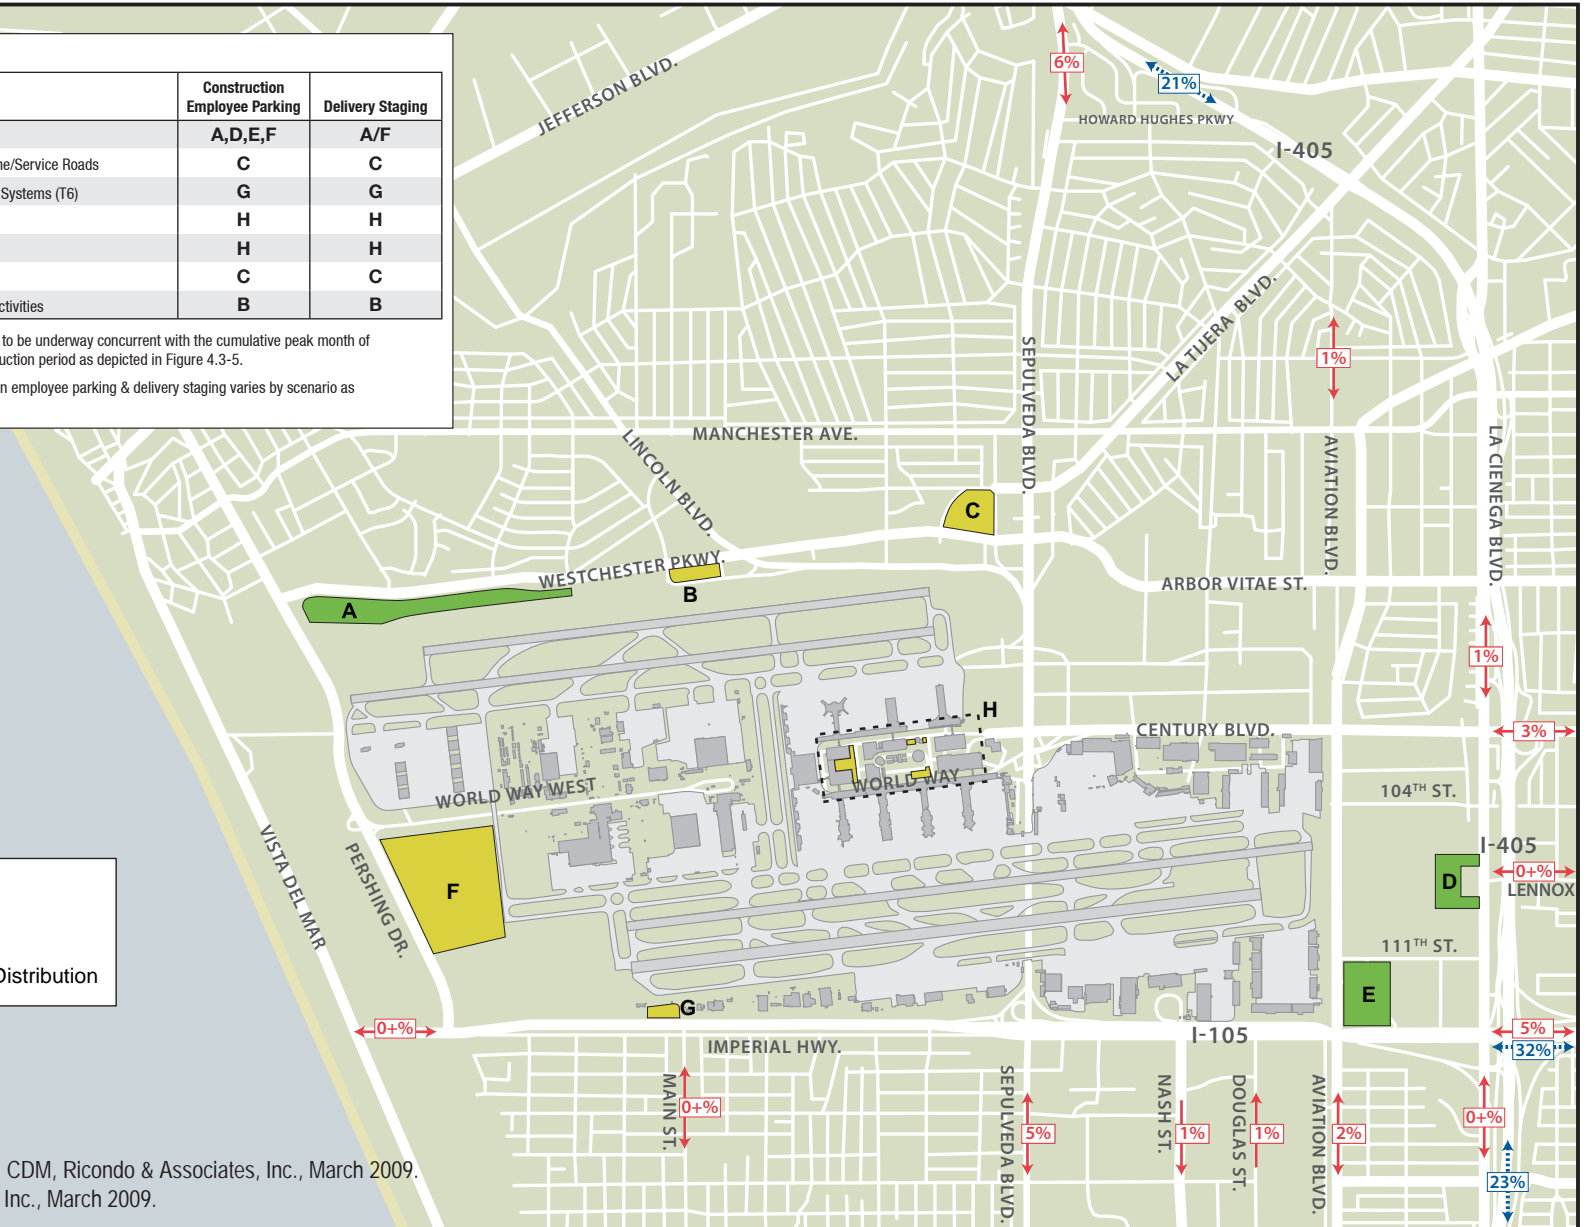 Construction
Employee Parking
Delivery Staging
A,D,E,F
A/F
ne/Service Roads
C
C
Systems (T6)
G
G
H
H
H
H
C
C
ctivities
B
B
to be underway concurrent with the cumulative peak month of
uction period as depicted in Figure 4.3-5.
n employee parking & delivery staging varies by scenario as
JEFFERSON BLVD.
6%
21%
HOWARD HUGHES PKWY
I-405
LA TIJERA BLVD.
1%
SEPULVEDA BLVD.
MANCHESTER AVE.
LINCOLN BLVD.
AVIATION BLVD.
LA CIENEGA BLVD.
C
WESTCHESTER PKWY.
B
A
ARBOR VITAE ST.
1%
H
CENTURY BLVD.
3%
WORLD WAY WEST
WORLD WAY
104TH ST.
I-405
VISTA DEL MAR
PERSHING DR.
F
D
0+%
LENNOX
111TH ST.
E
Distribution
G
0+%
IMPERIAL HWY.
I-105
5%
32%
MAIN ST.
0+%
SEPULVEDA BLVD.
5%
NASH ST.
1%
DOUGLAS ST.
1%
AVIATION BLVD.
2%
0+%
23%
CDM, Ricondo & Associates, Inc., March 2009.
Inc., March 2009.